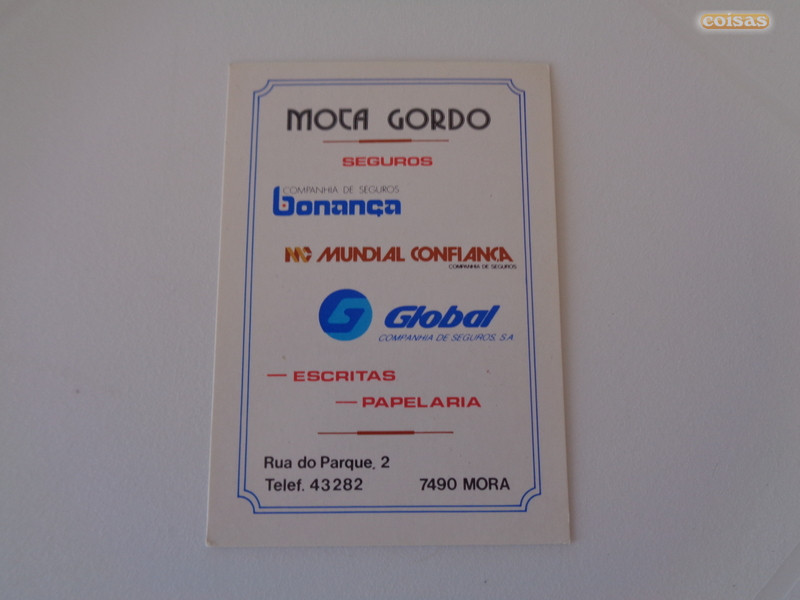 coisas
MOTA GORDO
SEGUROS
COMPANHIA DE SEGUROS
bonança
MC MUNDIAL CONFIANÇA
COMPANHIA DE SEGUROS
G Global
COMPANHIA DE SEGUROS, S.A.
— ESCRITAS
— PAPELARIA
Rua do Parque, 2
Telef. 43282 7490 MORA